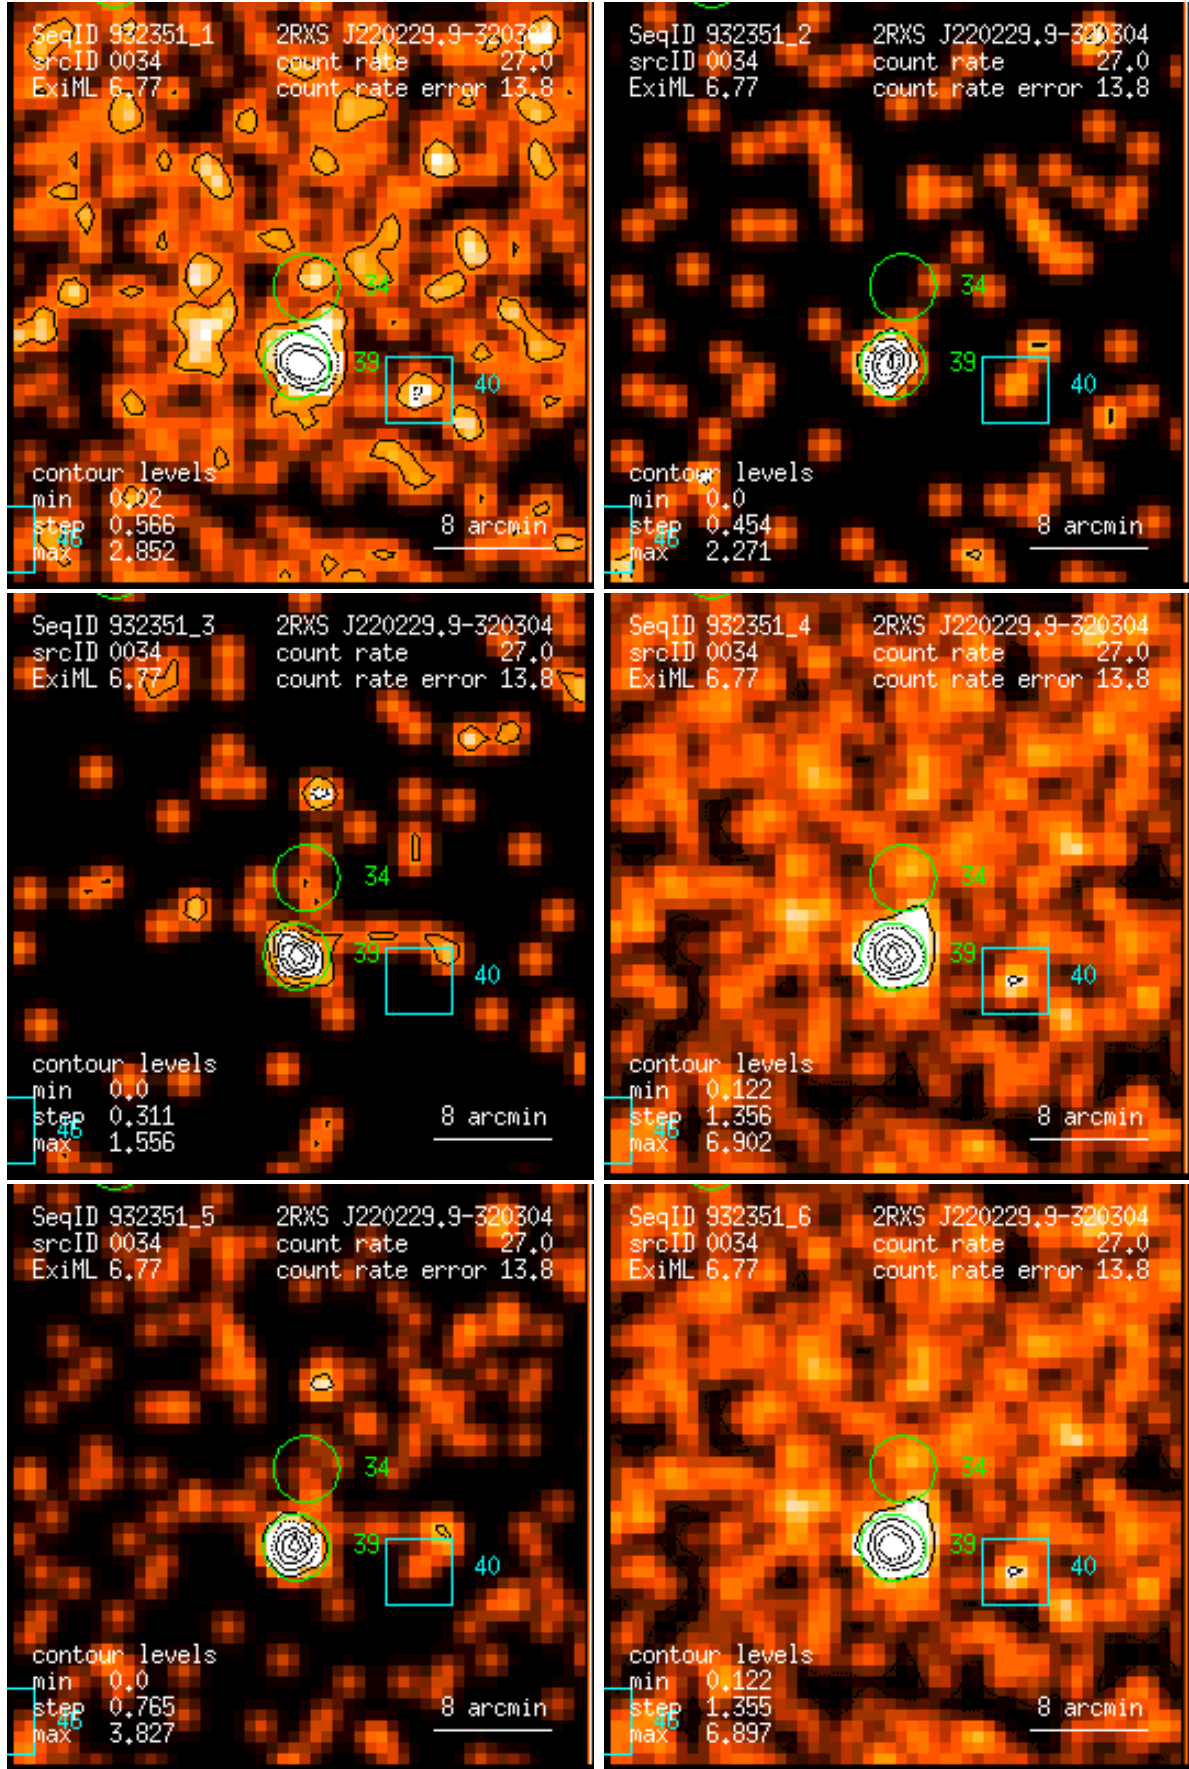 SeqID 932351_1 2RXS J220229.9-320304
srcID 0034 count rate 27.0
ExiML 6.77 count rate error 13.8
34
39
40
contour levels
min 0.02
step 0.566 8 arcmin
46
max 2.852
SeqID 932351_2 2RXS J220229.9-320304
srcID 0034 count rate 27.0
ExiML 6.77 count rate error 13.8
34
39
40
contour levels
min 0.0
step 0.454 8 arcmin
46
max 2.271
SeqID 932351_3 2RXS J220229.9-320304
srcID 0034 count rate 27.0
ExiML 6.77 count rate error 13.8
34
39
40
contour levels
min 0.0
step 0.311 8 arcmin
46
max 1.556
SeqID 932351_4 2RXS J220229.9-320304
srcID 0034 count rate 27.0
ExiML 6.77 count rate error 13.8
34
39
40
contour levels
min 0.122
step 1.356 8 arcmin
46
max 6.902
SeqID 932351_5 2RXS J220229.9-320304
srcID 0034 count rate 27.0
ExiML 6.77 count rate error 13.8
34
39
40
contour levels
min 0.0
step 0.765 8 arcmin
46
max 3.827
SeqID 932351_6 2RXS J220229.9-320304
srcID 0034 count rate 27.0
ExiML 6.77 count rate error 13.8
34
39
40
contour levels
min 0.122
step 1.355 8 arcmin
46
max 6.897